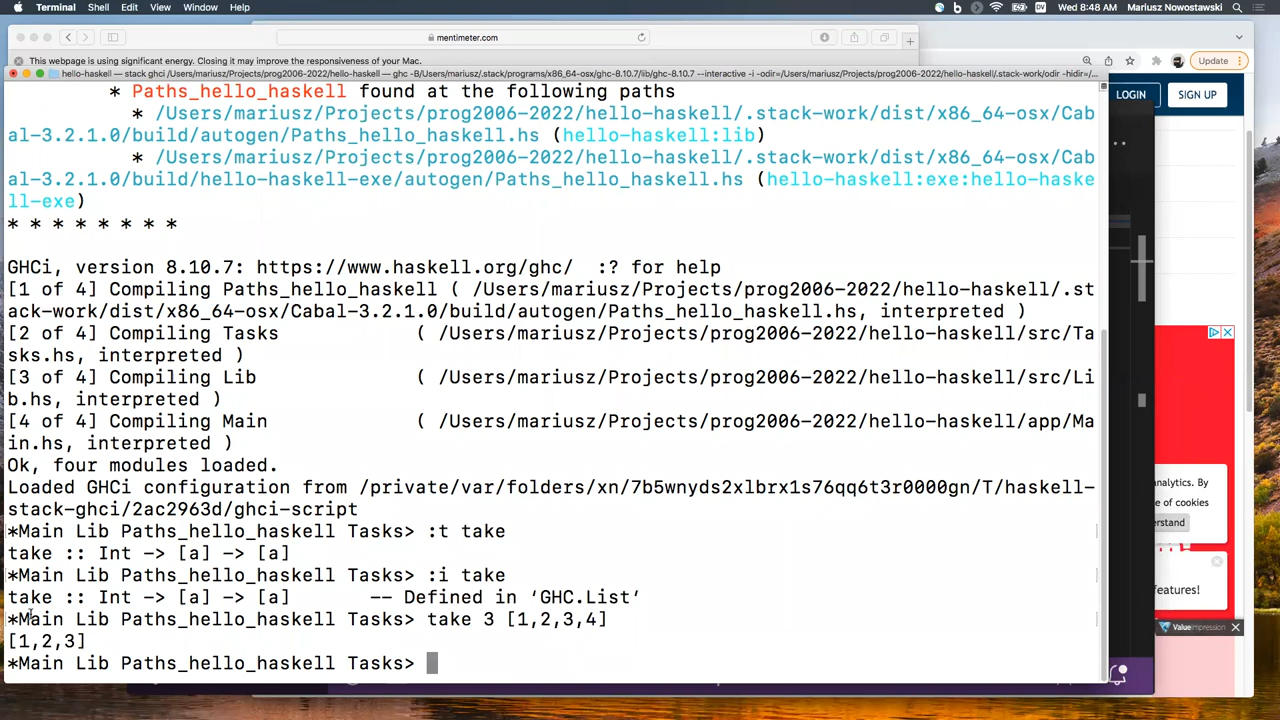 Terminal Shell Edit View Window Help Wed 8:48 AM Mariusz Nowostawski
mentimeter.com
This webpage is using significant energy. Closing it may improve the responsiveness of your Mac.
Update
hello-haskell — stack ghci /Users/mariusz/Projects/prog2006-2022/hello-haskell — ghc -B/Users/mariusz/.stack/programs/x86_64-osx/ghc-8.10.7/lib/ghc-8.10.7 --interactive -i -odir=/Users/mariusz/Projects/prog2006-2022/hello-haskell/.stack-work/odir -hidir=/...
LOGIN SIGN UP
* Paths_hello_haskell found at the following paths
* /Users/mariusz/Projects/prog2006-2022/hello-haskell/.stack-work/dist/x86_64-osx/Cab
al-3.2.1.0/build/autogen/Paths_hello_haskell.hs (hello-haskell:lib)
* /Users/mariusz/Projects/prog2006-2022/hello-haskell/.stack-work/dist/x86_64-osx/Cab
al-3.2.1.0/build/hello-haskell-exe/autogen/Paths_hello_haskell.hs (hello-haskell:exe:hello-haske
ll-exe)
* * * * * * * *
GHCi, version 8.10.7: https://www.haskell.org/ghc/  :? for help
[1 of 4] Compiling Paths_hello_haskell ( /Users/mariusz/Projects/prog2006-2022/hello-haskell/.st
ack-work/dist/x86_64-osx/Cabal-3.2.1.0/build/autogen/Paths_hello_haskell.hs, interpreted )
[2 of 4] Compiling Tasks ( /Users/mariusz/Projects/prog2006-2022/hello-haskell/src/Ta
sks.hs, interpreted )
[3 of 4] Compiling Lib ( /Users/mariusz/Projects/prog2006-2022/hello-haskell/src/Li
b.hs, interpreted )
[4 of 4] Compiling Main ( /Users/mariusz/Projects/prog2006-2022/hello-haskell/app/Ma
in.hs, interpreted )
Ok, four modules loaded.
Loaded GHCi configuration from /private/var/folders/xn/7b5wnyds2xlbrx1s76qq6t3r0000gn/T/haskell-
stack-ghci/2ac2963d/ghci-script
*Main Lib Paths_hello_haskell Tasks> :t take
take :: Int -> [a] -> [a]
*Main Lib Paths_hello_haskell Tasks> :i take
take :: Int -> [a] -> [a] -- Defined in ‘GHC.List’
*Main Lib Paths_hello_haskell Tasks> take 3 [1,2,3,4]
[1,2,3]
*Main Lib Paths_hello_haskell Tasks>
analytics. For
of cookies
erstand
features!
ValueImpression